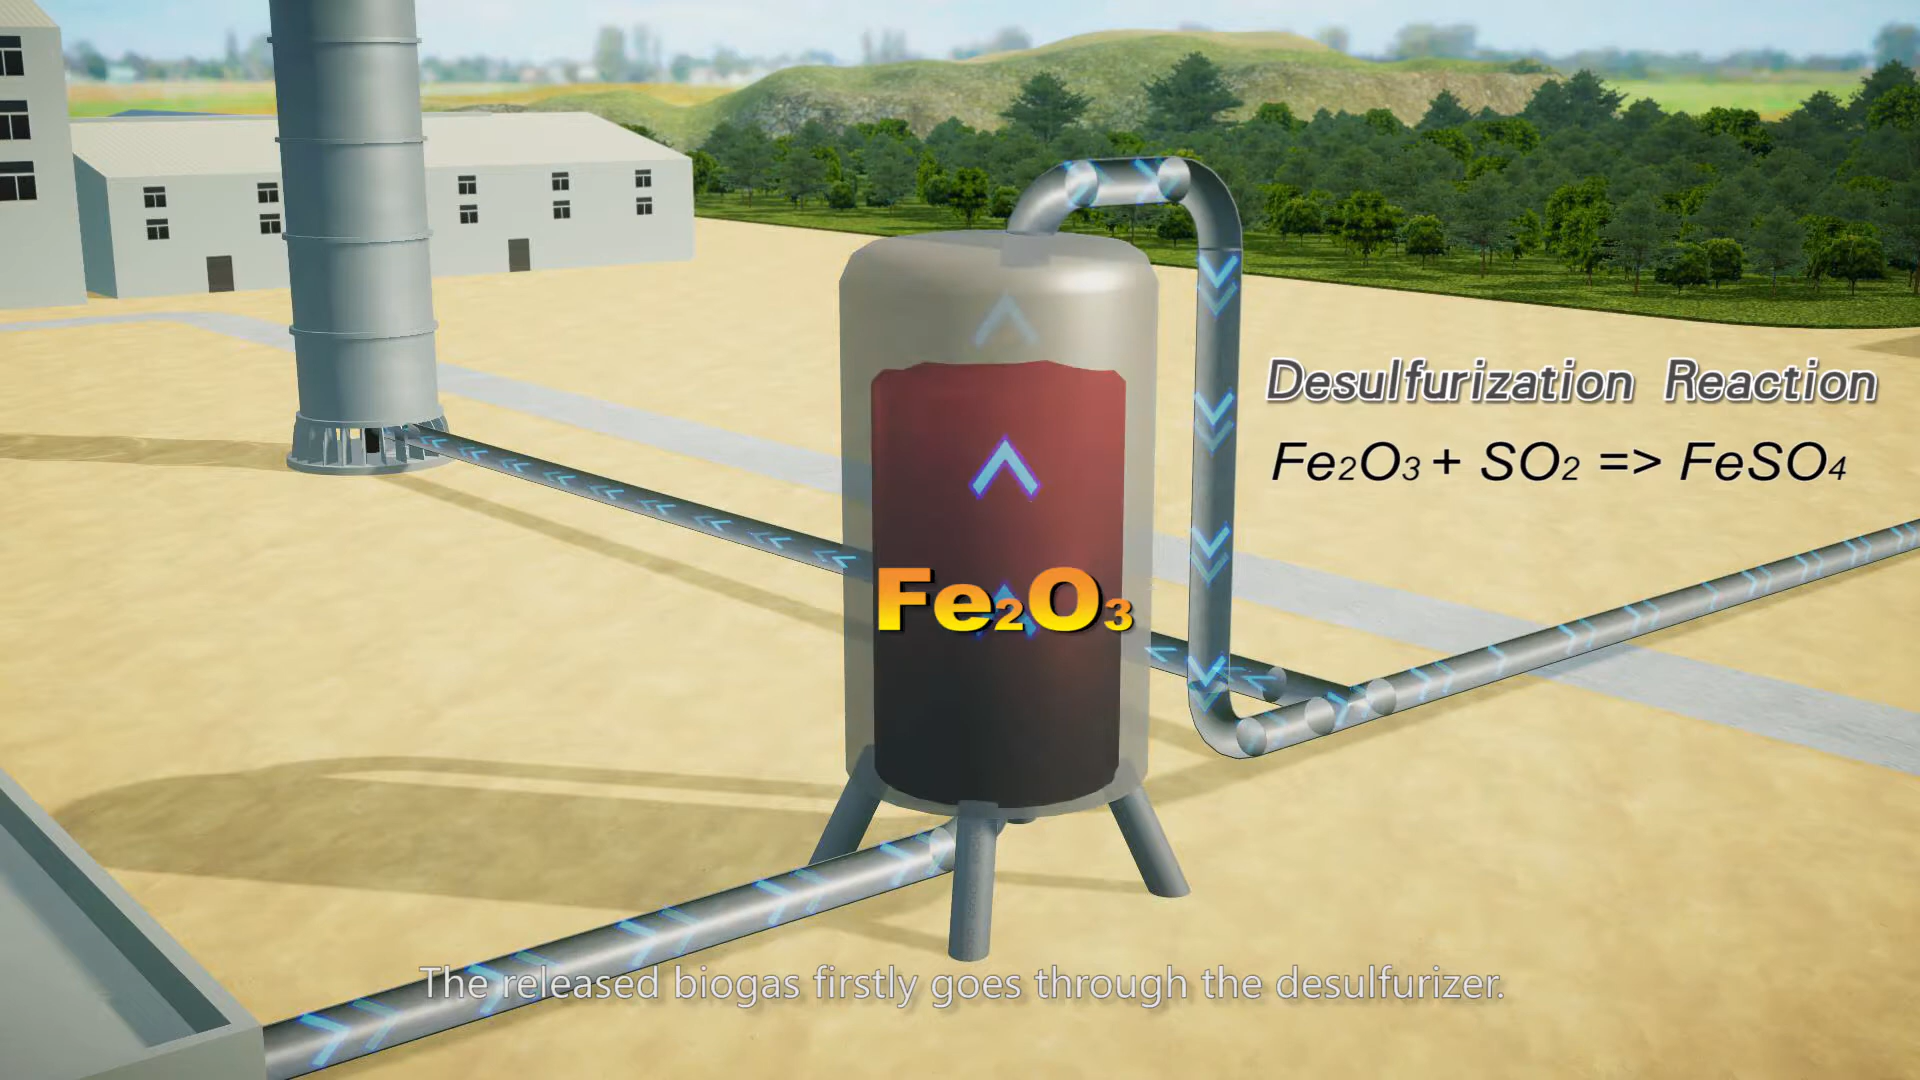 Desulfurization Reaction
Fe₂O₃ + SO₂ => FeSO₄
Fe₂O₃
The released biogas firstly goes through the desulfurizer.